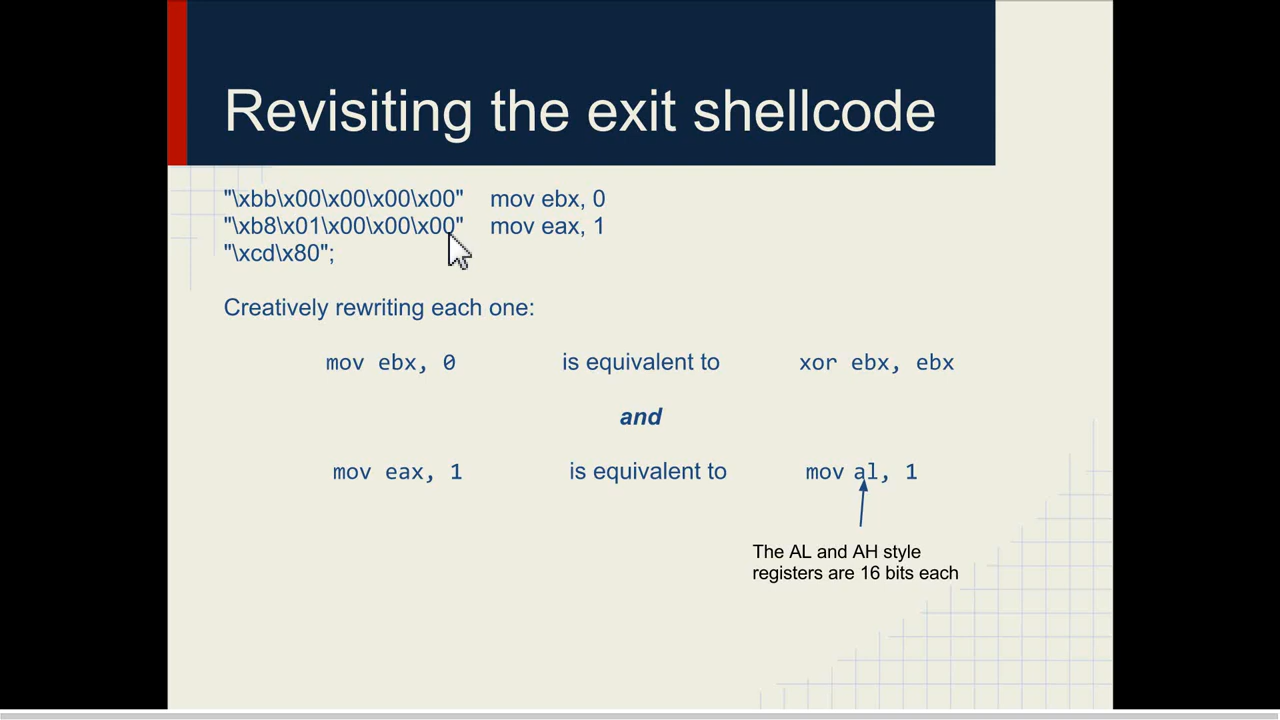 Revisiting the exit shellcode
"\xbb\x00\x00\x00\x00" mov ebx, 0
"\xb8\x01\x00\x00\x00" mov eax, 1
"\xcd\x80";
Creatively rewriting each one:
mov ebx, 0 is equivalent to xor ebx, ebx
and
mov eax, 1 is equivalent to mov al, 1
The AL and AH style
registers are 16 bits each